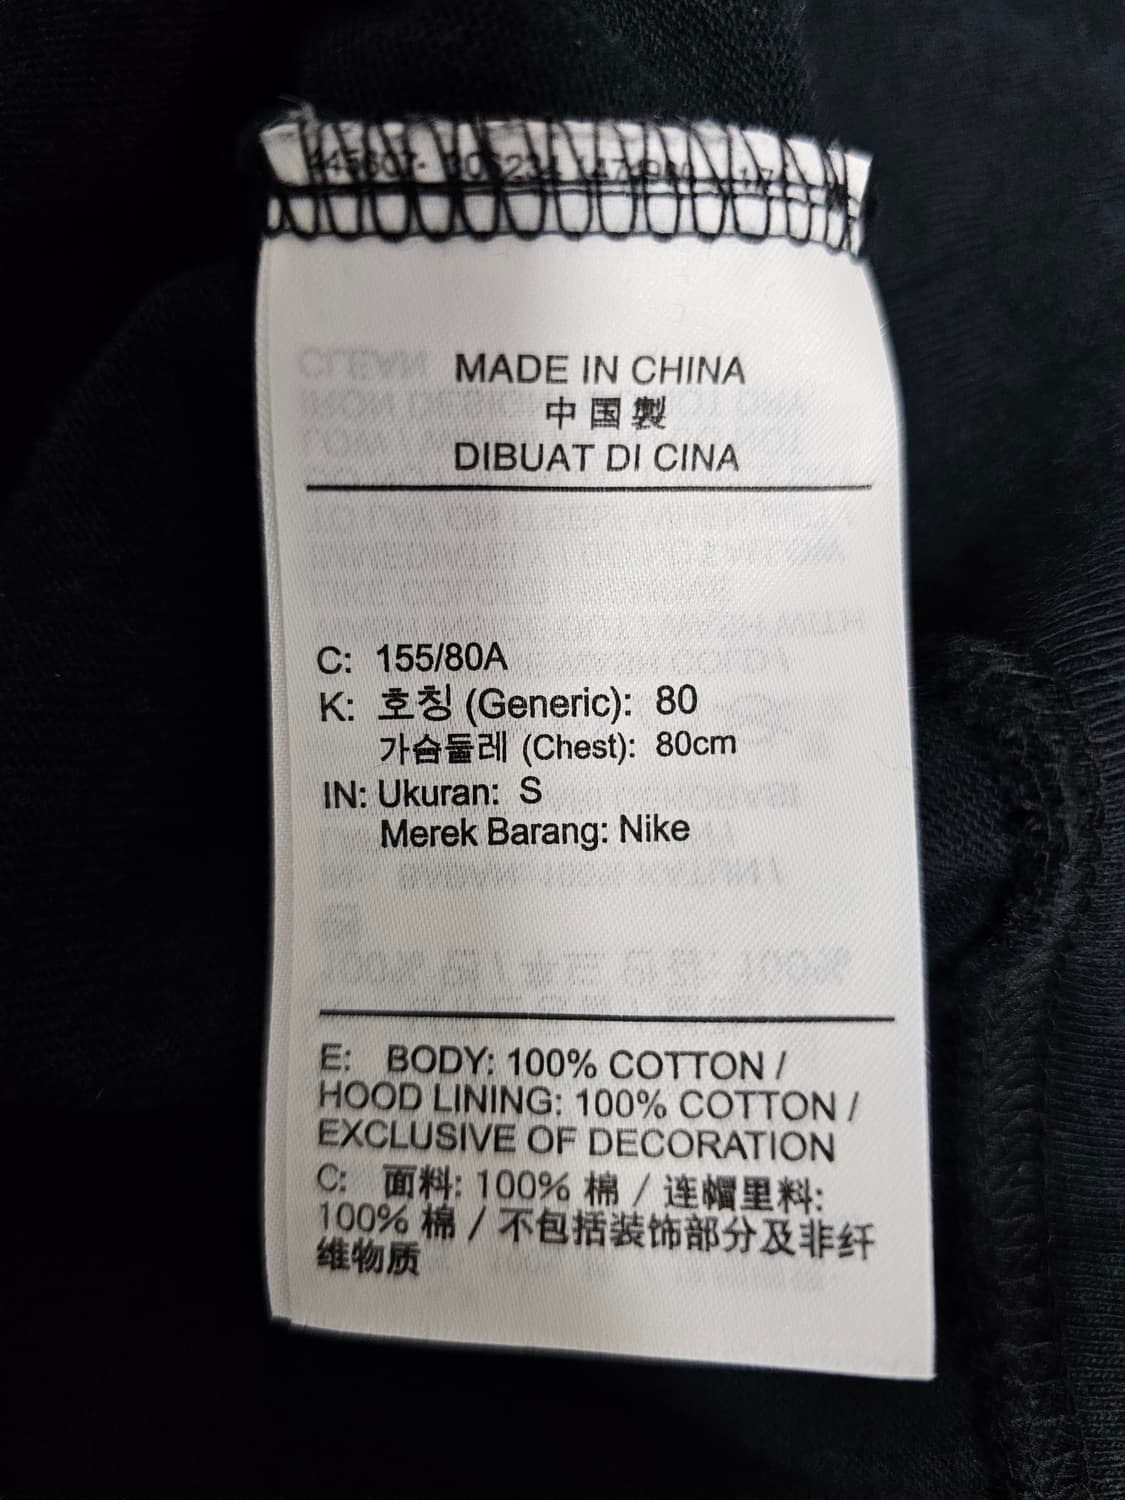 MADE IN CHINA
中国製
DIBUAT DI CINA
C: 155/80A
K: 호칭 (Generic): 80
가슴둘레 (Chest): 80cm
IN: Ukuran: S
Merek Barang: Nike
E: BODY: 100% COTTON /
HOOD LINING: 100% COTTON /
EXCLUSIVE OF DECORATION
C: 面料: 100% 棉 / 连帽里料:
100% 棉 / 不包括装饰部分及非纤
维物质